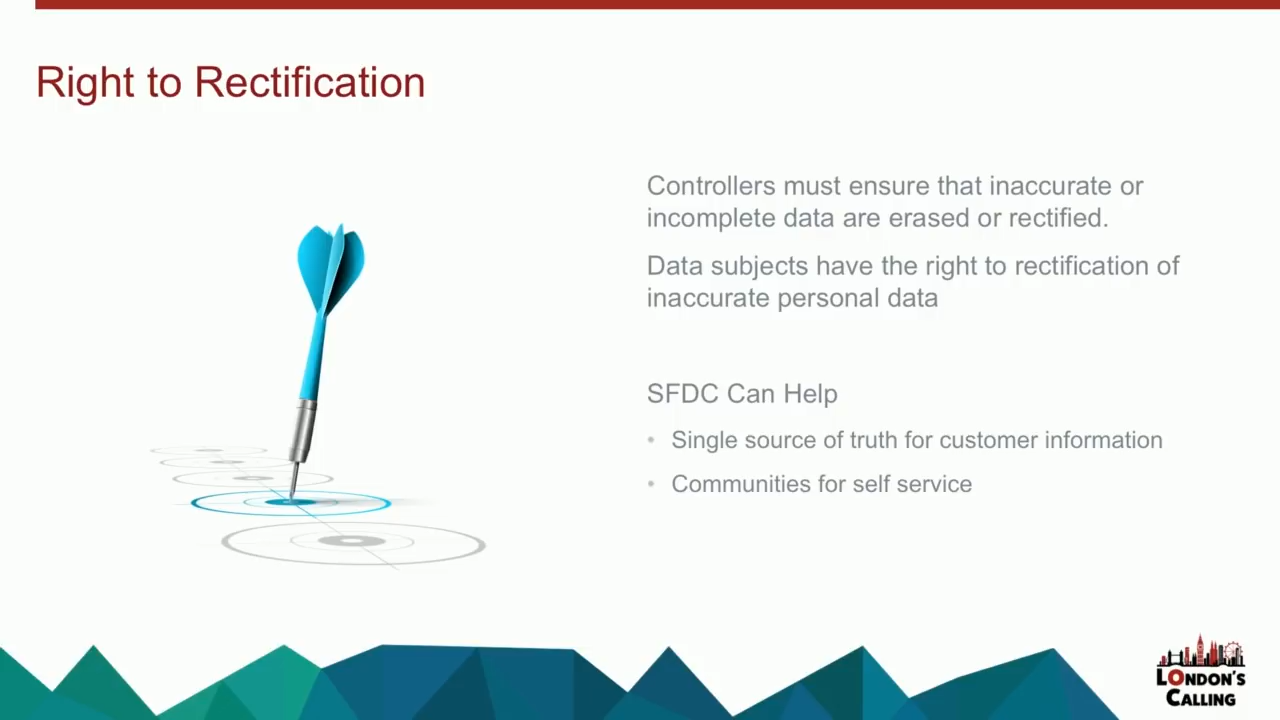 Right to Rectification
Controllers must ensure that inaccurate or
incomplete data are erased or rectified.
Data subjects have the right to rectification of
inaccurate personal data
SFDC Can Help
• Single source of truth for customer information
• Communities for self service
LONDON'S
CALLING